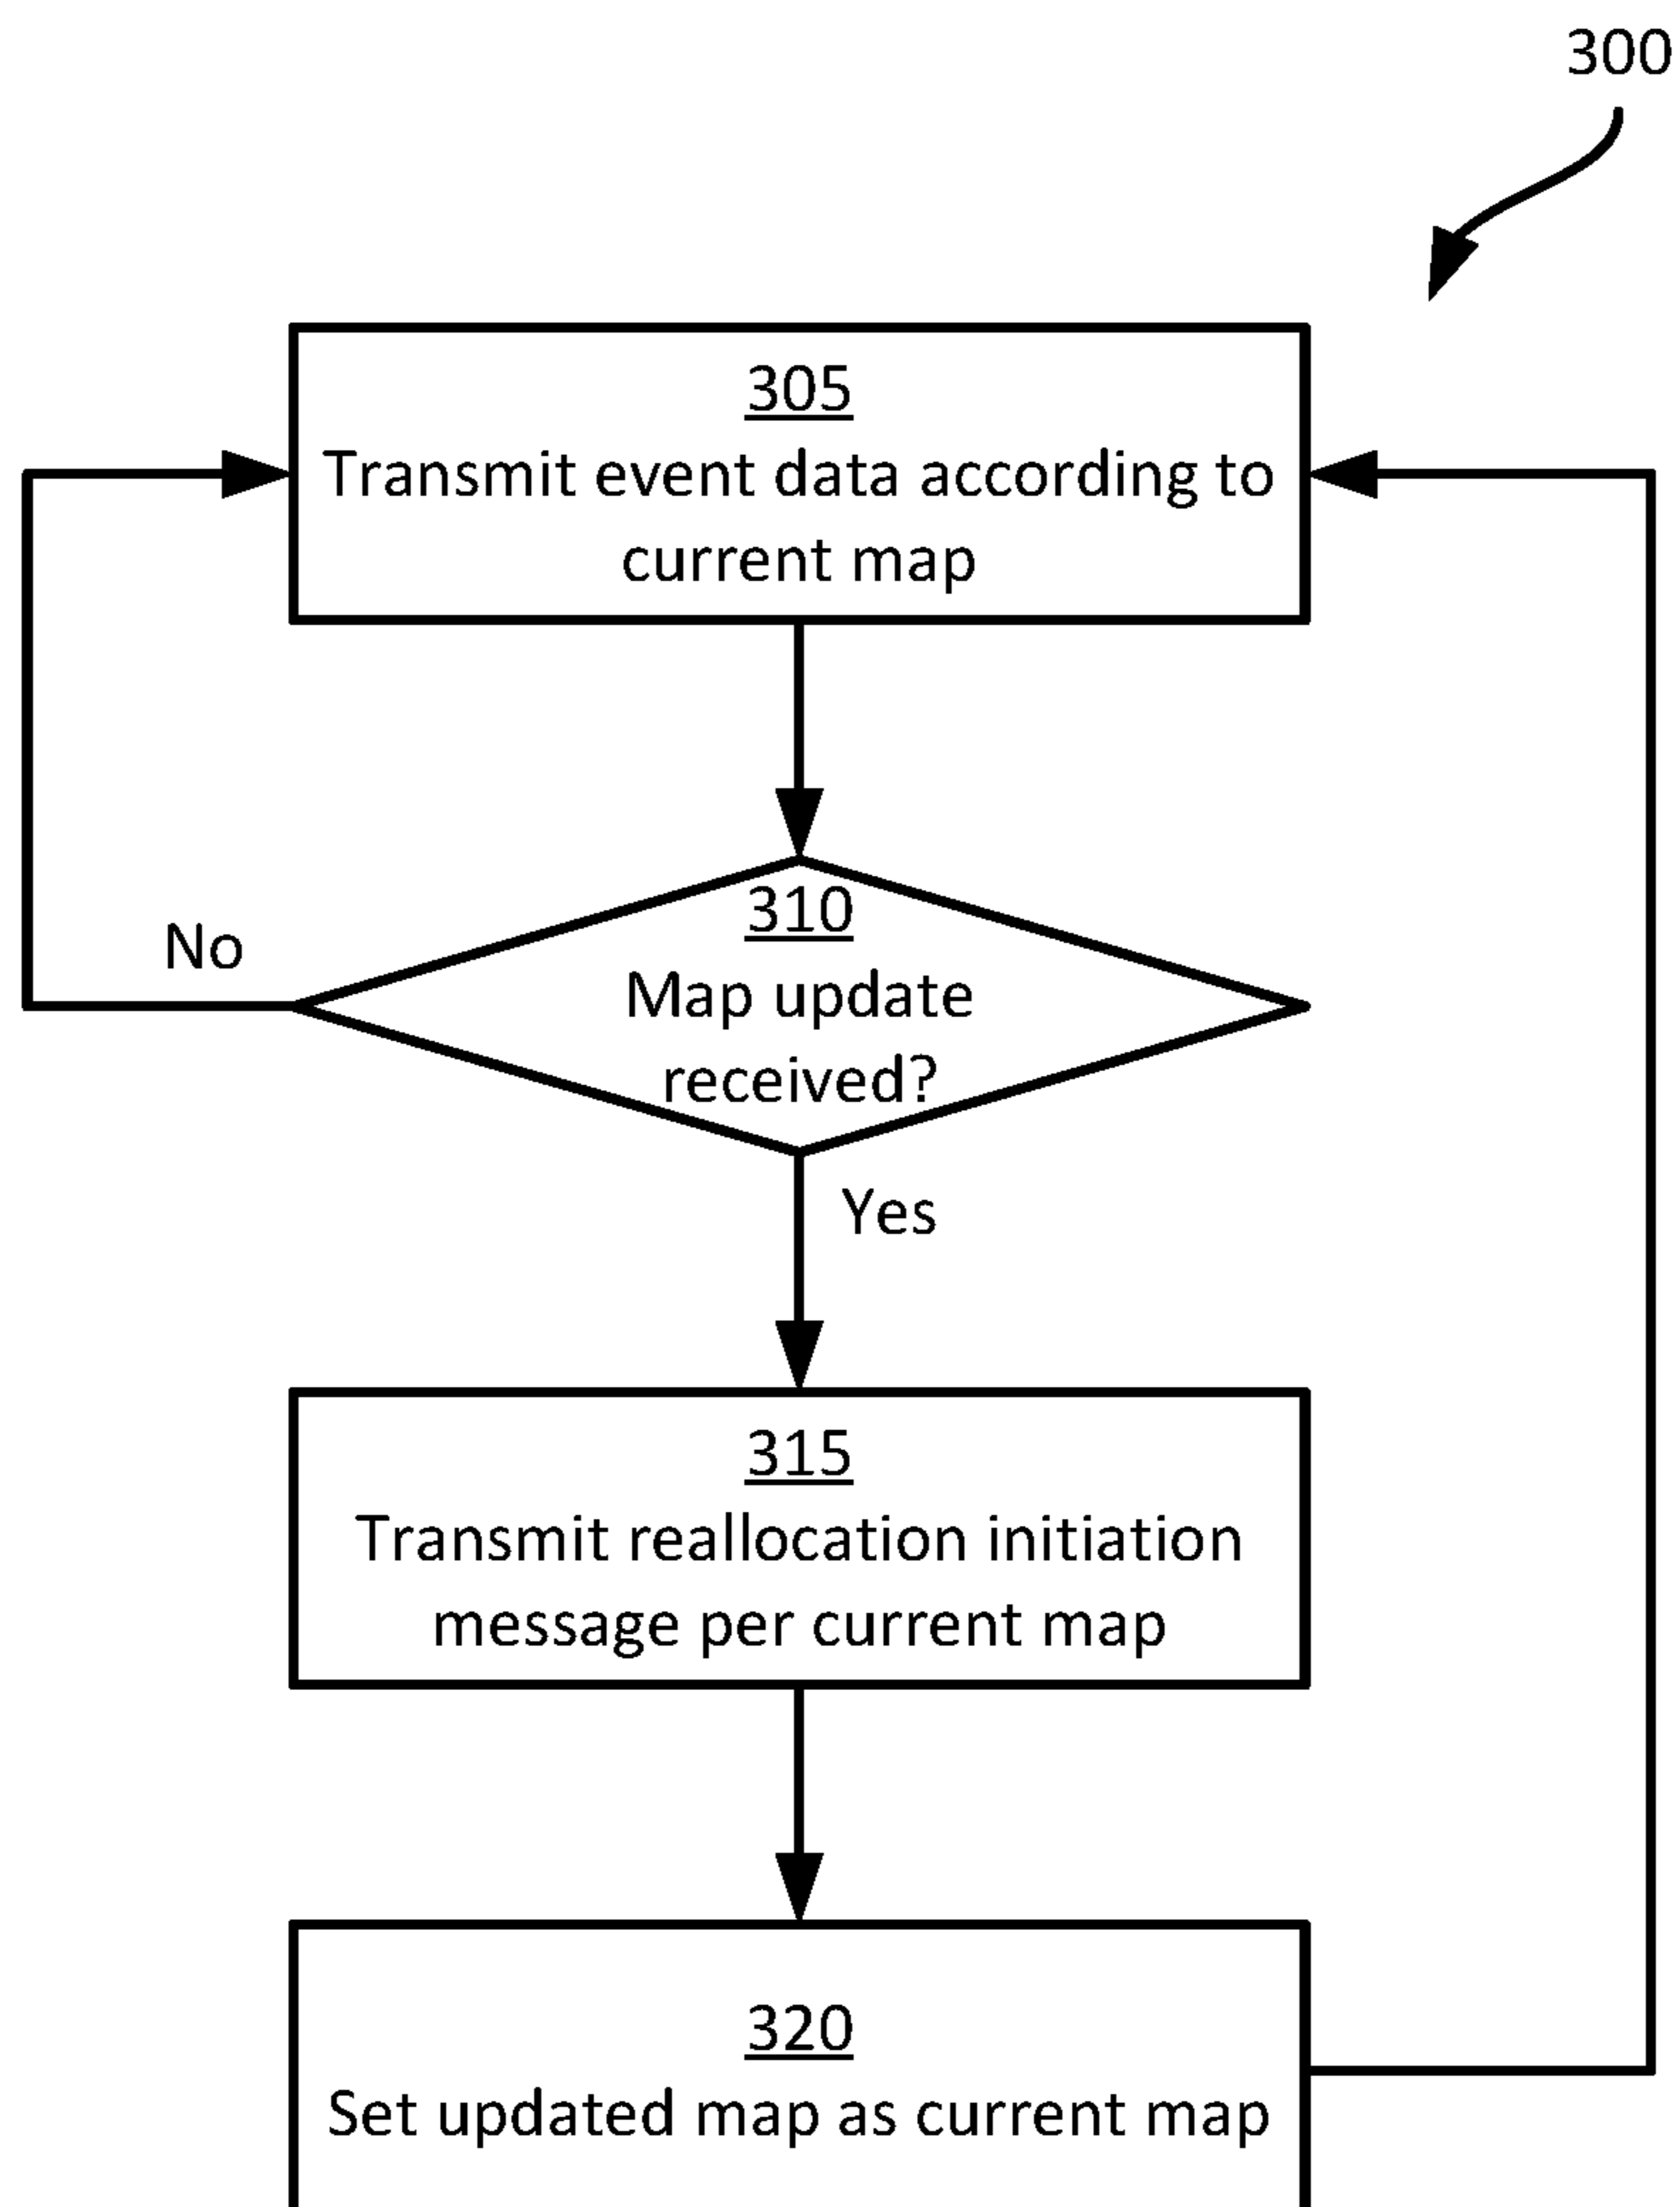 300
305
Transmit event data according to
current map
310
Map update
received?
No
Yes
315
Transmit reallocation initiation
message per current map
320
Set updated map as current map